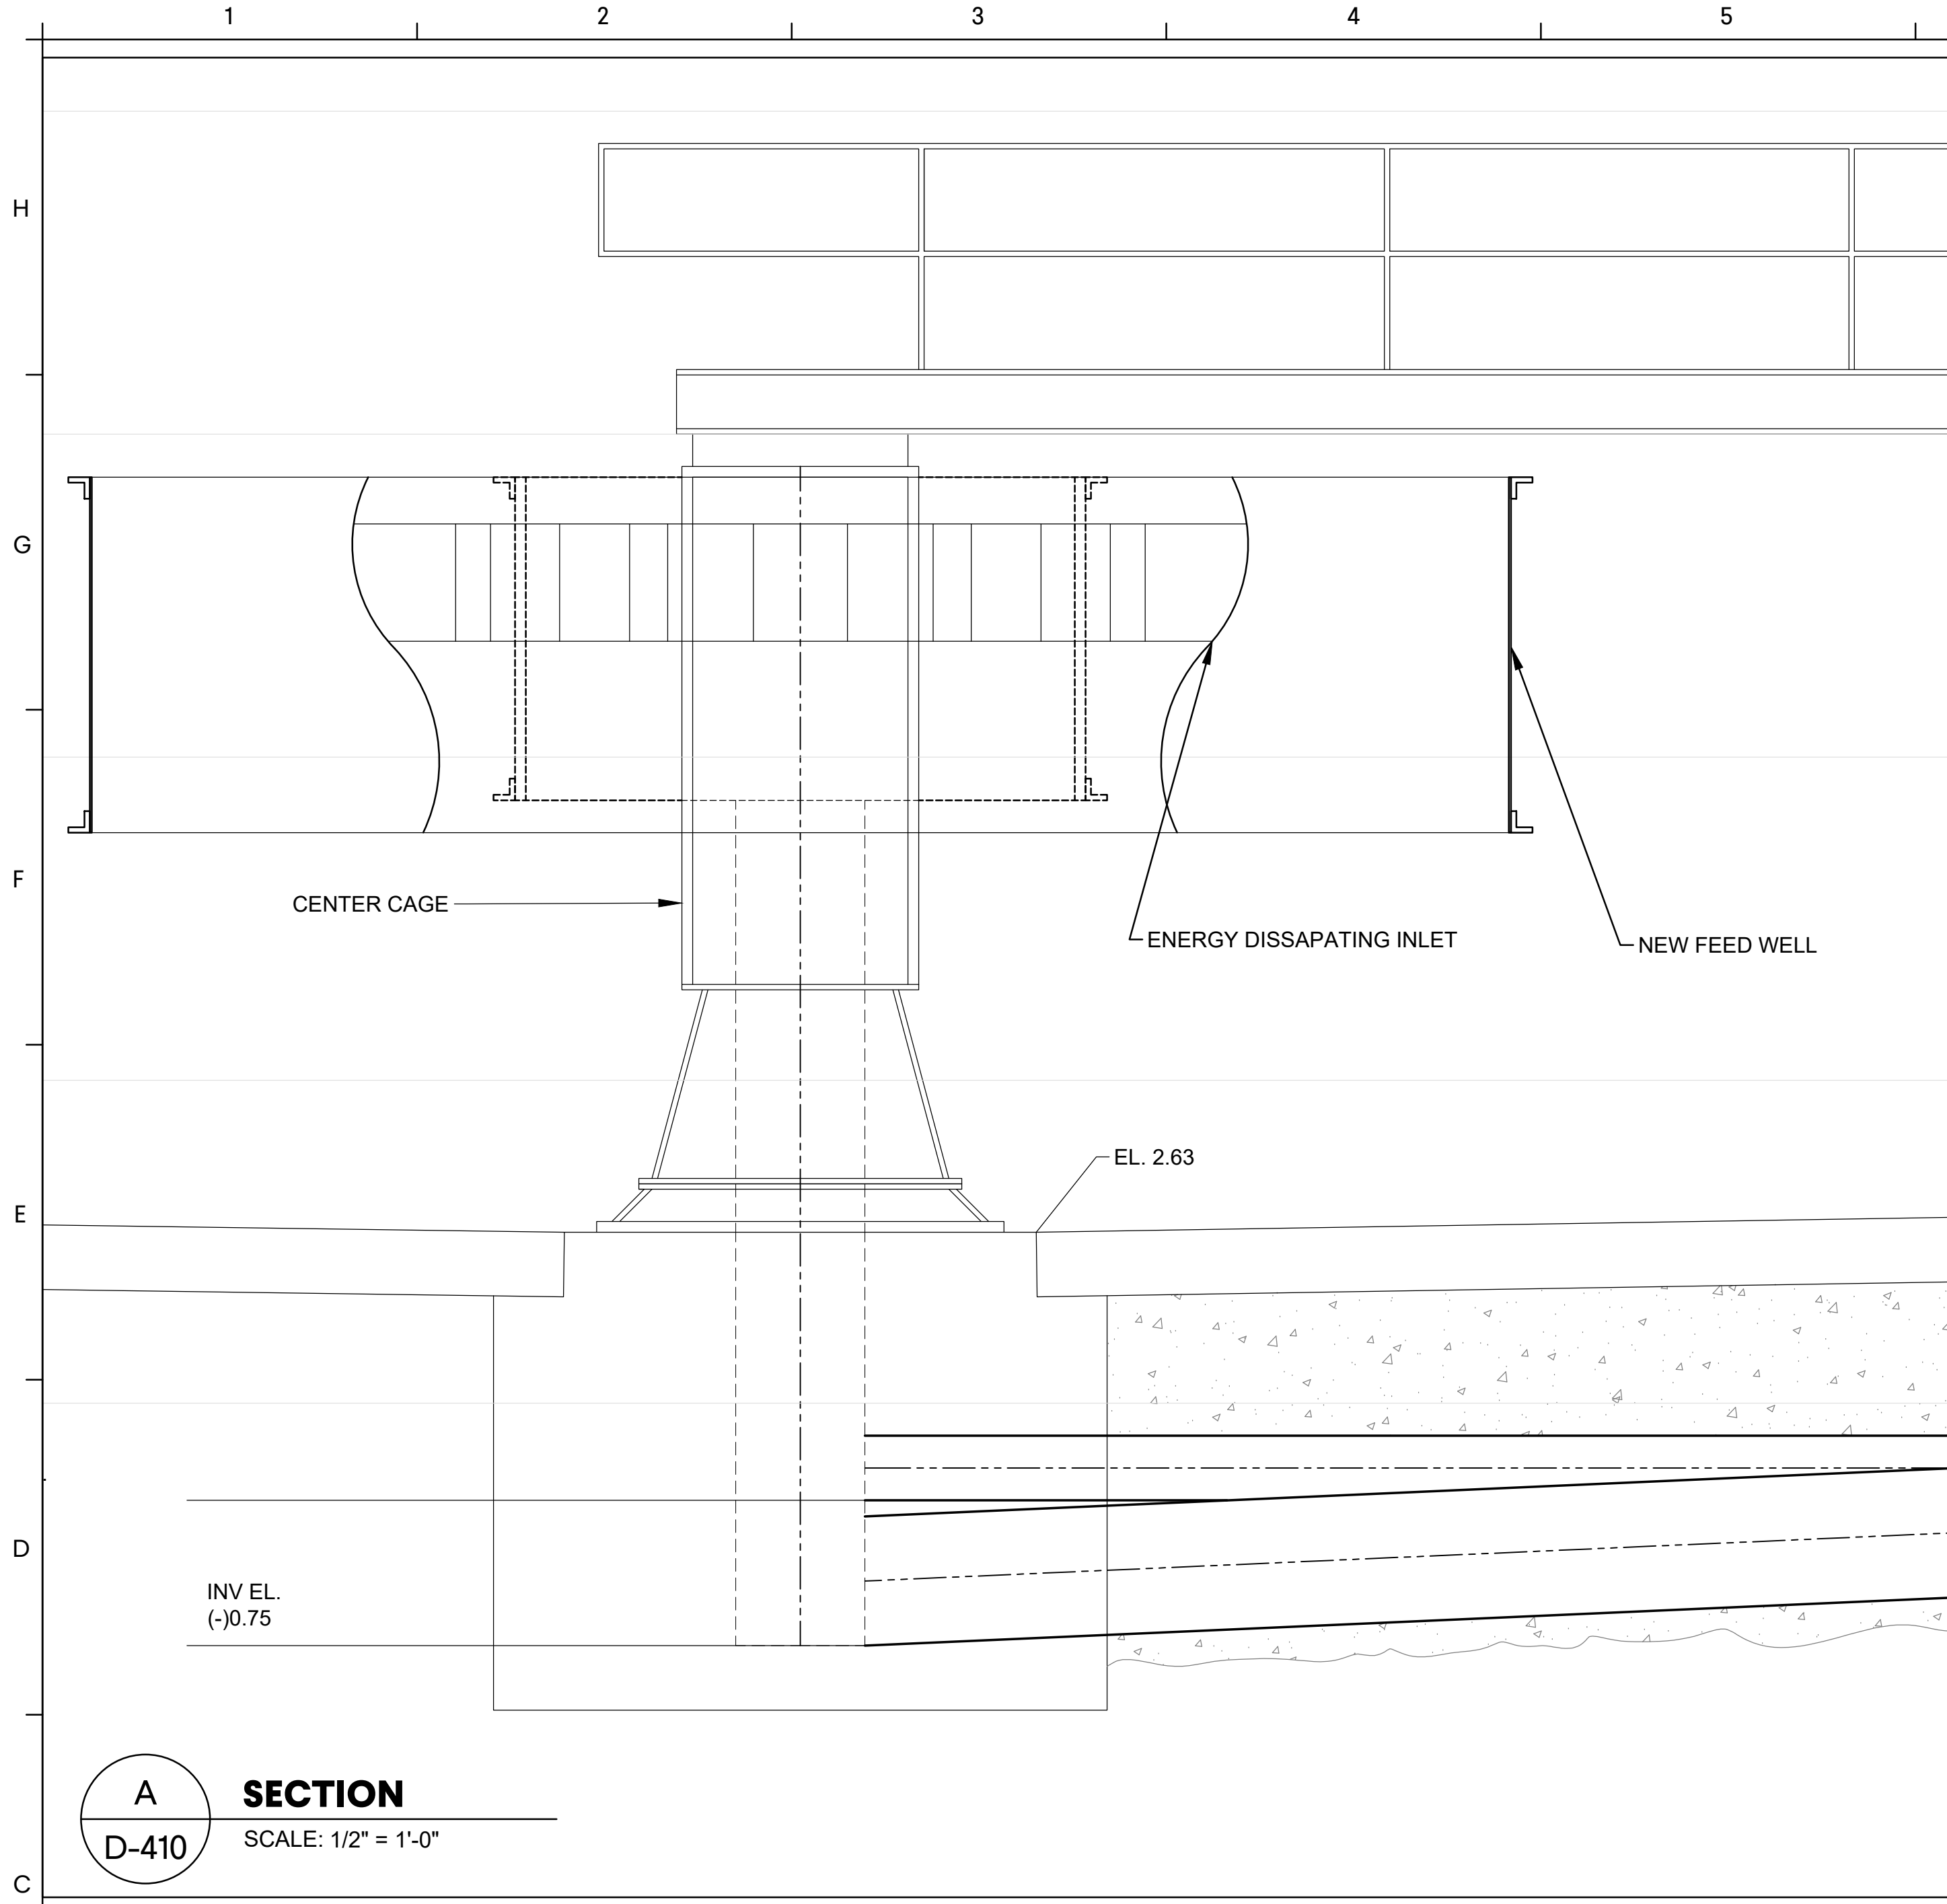 1 2 3 4 5
H
G
F
CENTER CAGE
ENERGY DISSAPATING INLET
NEW FEED WELL
EL. 2.63
E
D
INV EL.
(-)0.75
A
SECTION
D-410
SCALE: 1/2" = 1'-0"
C